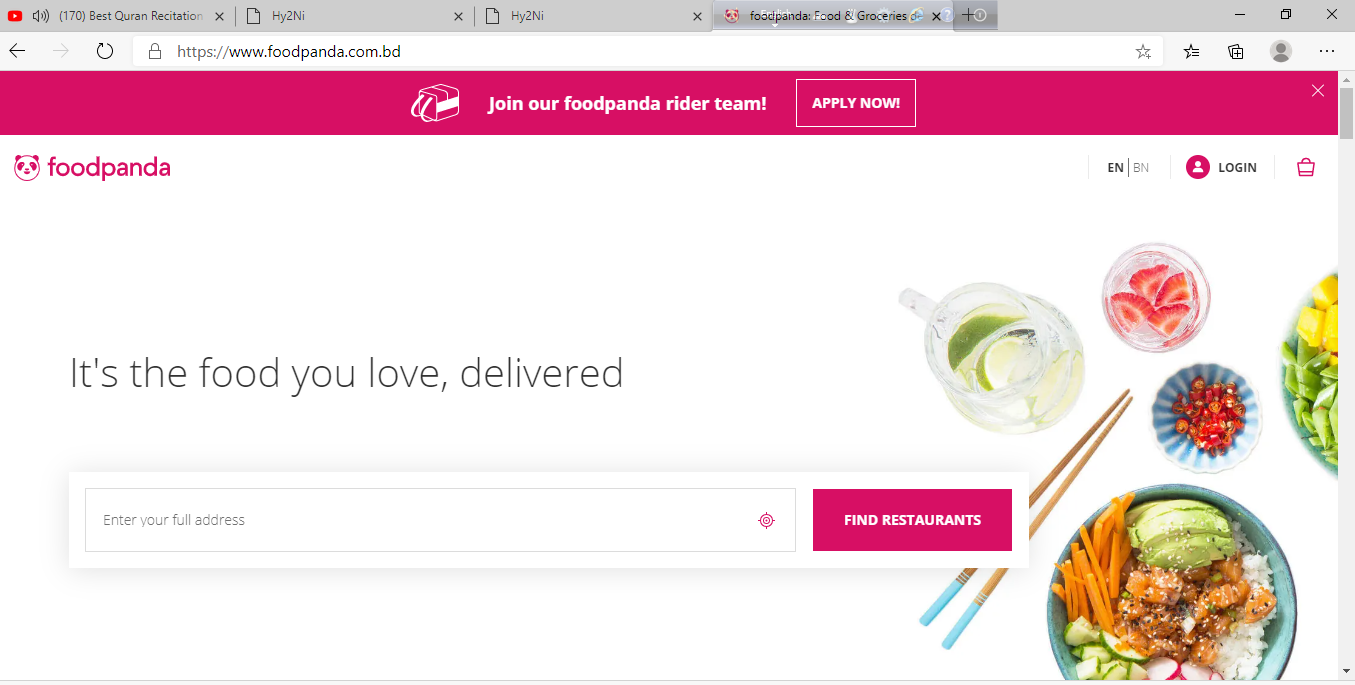 (170) Best Quran Recitation
Hy2Ni
Hy2Ni
foodpanda: Food & Groceries
https://www.foodpanda.com.bd
Join our foodpanda rider team!
APPLY NOW!
foodpanda
EN
BN
LOGIN
It's the food you love, delivered
Enter your full address
FIND RESTAURANTS